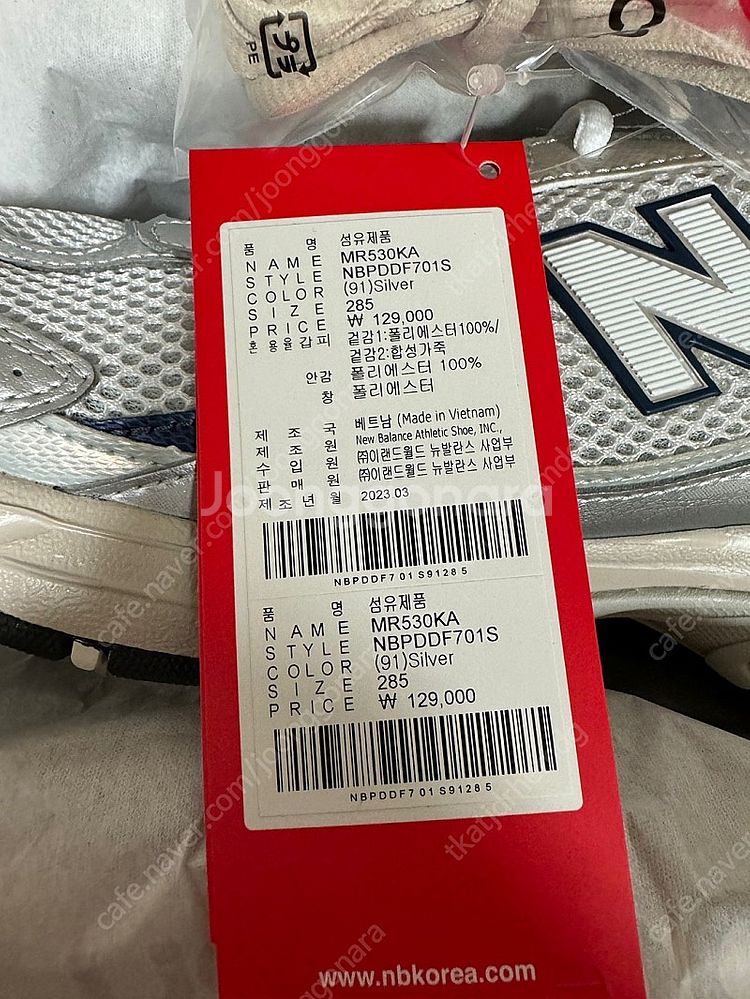 PE
C
N
품 명 섬유제품
NAME MR530KA
STYLE NBPDDF701S
COLOR (91)Silver
SIZE 285
PRICE ₩ 129,000
혼용율 갑피 겉감1:폴리에스터100%/
겉감2:합성가죽
안감 폴리에스터 100%
창 폴리에스터
제조국 베트남 (Made in Vietnam)
제조원 New Balance Athletic Shoe, INC.,
수입원 ㈜이랜드월드 뉴발란스 사업부
판매원 ㈜이랜드월드 뉴발란스 사업부
제조년월 2023 03
Joonggonara
NBPDDF701S91285
품 명 섬유제품
NAME MR530KA
STYLE NBPDDF701S
COLOR (91)Silver
SIZE 285
PRICE ₩ 129,000
NBPDDF701S91285
www.nbkorea.com
cafe.naver.com/joonggonara